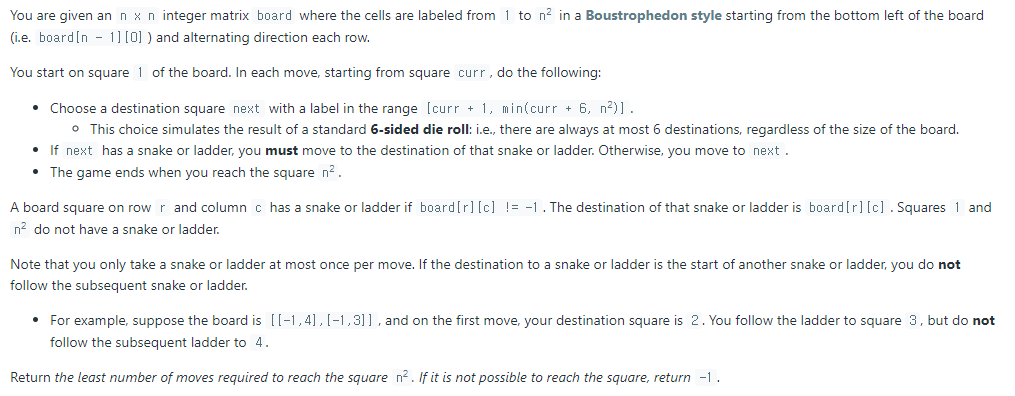 You are given an n x n integer matrix board where the cells are labeled from 1 to n² in a Boustrophedon style starting from the bottom left of the board
(i.e. board[n - 1][0] ) and alternating direction each row.
You start on square 1 of the board. In each move, starting from square curr , do the following:
• Choose a destination square next with a label in the range [curr + 1, min(curr + 6, n²)] .
○ This choice simulates the result of a standard 6-sided die roll: i.e., there are always at most 6 destinations, regardless of the size of the board.
• If next has a snake or ladder, you must move to the destination of that snake or ladder. Otherwise, you move to next .
• The game ends when you reach the square n² .
A board square on row r and column c has a snake or ladder if board[r][c] != -1 . The destination of that snake or ladder is board[r][c] . Squares 1 and
n² do not have a snake or ladder.
Note that you only take a snake or ladder at most once per move. If the destination to a snake or ladder is the start of another snake or ladder, you do not
follow the subsequent snake or ladder.
• For example, suppose the board is [[-1,4],[-1,3]] , and on the first move, your destination square is 2 . You follow the ladder to square 3 , but do not
follow the subsequent ladder to 4 .
Return the least number of moves required to reach the square n² . If it is not possible to reach the square, return -1 .